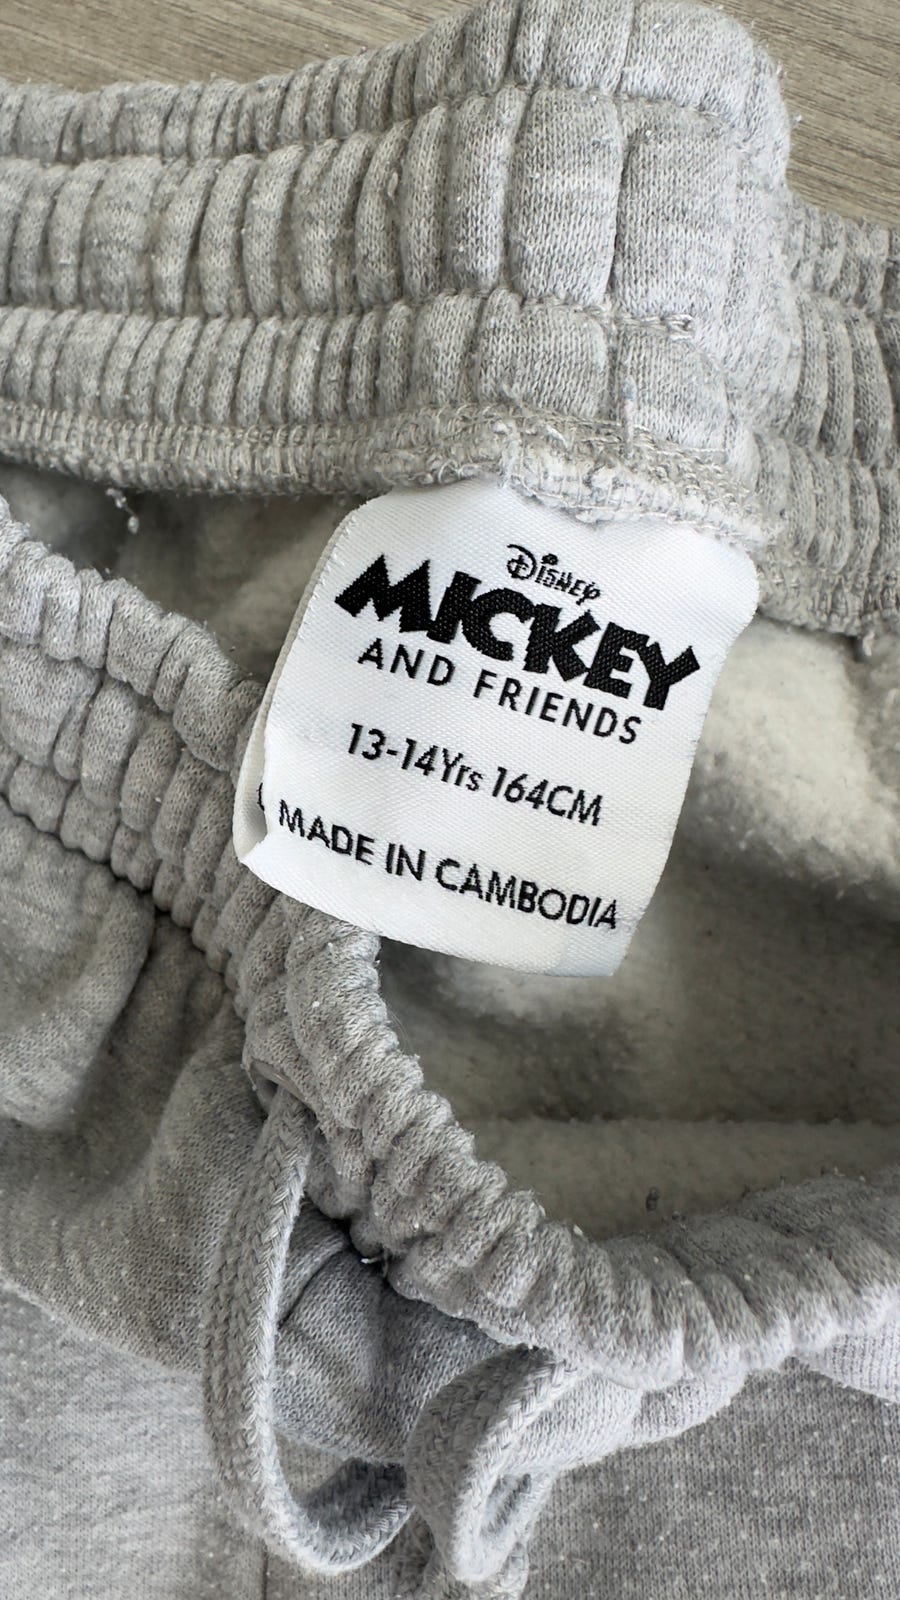 Disney
MICKEY
AND FRIENDS
13-14Yrs 164CM
MADE IN CAMBODIA